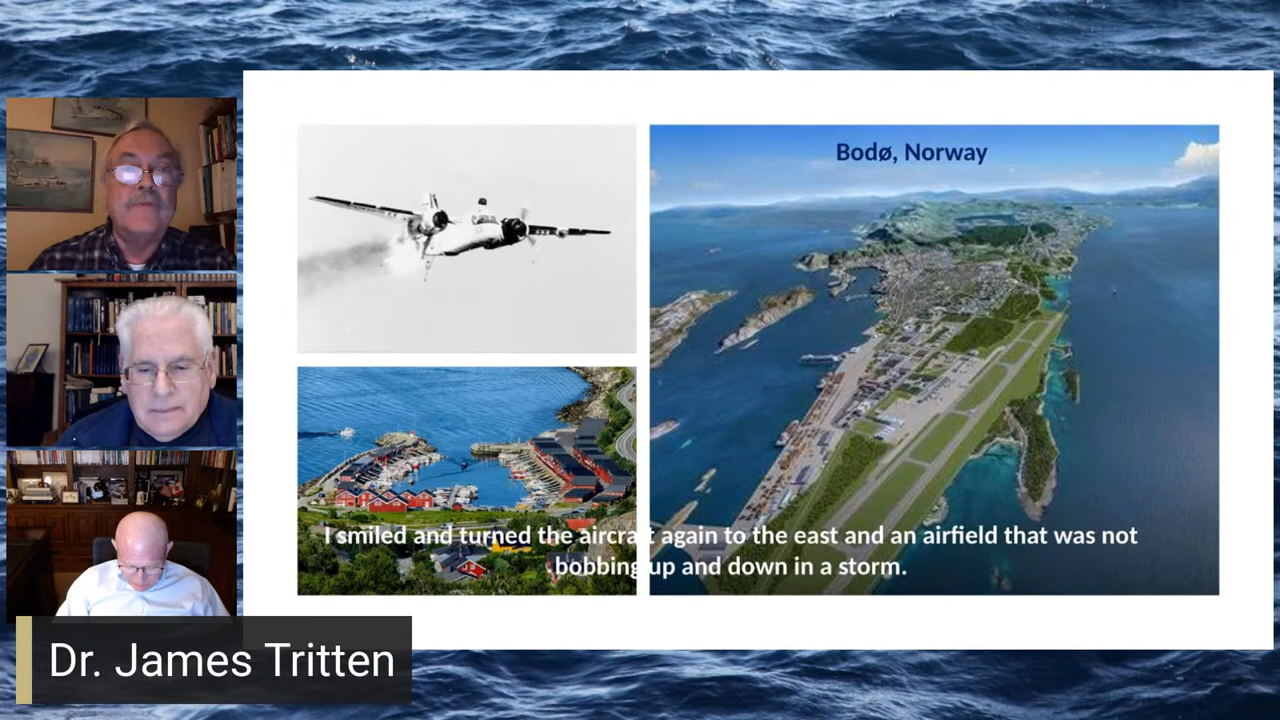 Bodø, Norway
I smiled and turned the aircraft again to the east and an airfield that was not
bobbing up and down in a storm.
Dr. James Tritten